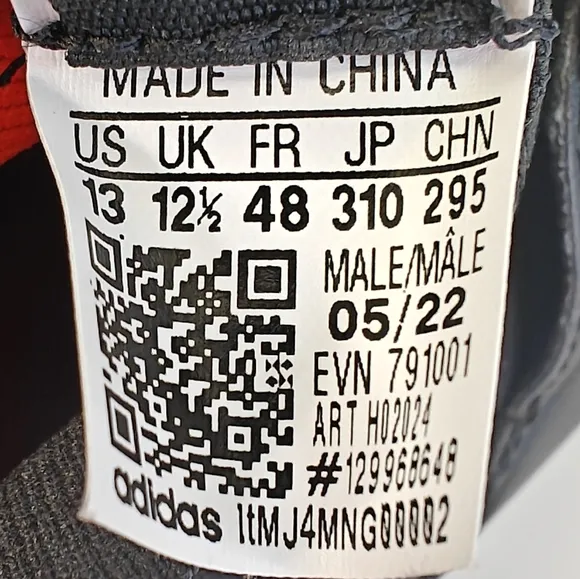 MADE IN CHINA
US UK FR JP CHN
13 12½ 48 310 295
MALE/MÂLE
05/22
EVN 791001
ART H02024
#129968648
adidas ltMJ4MNG00002